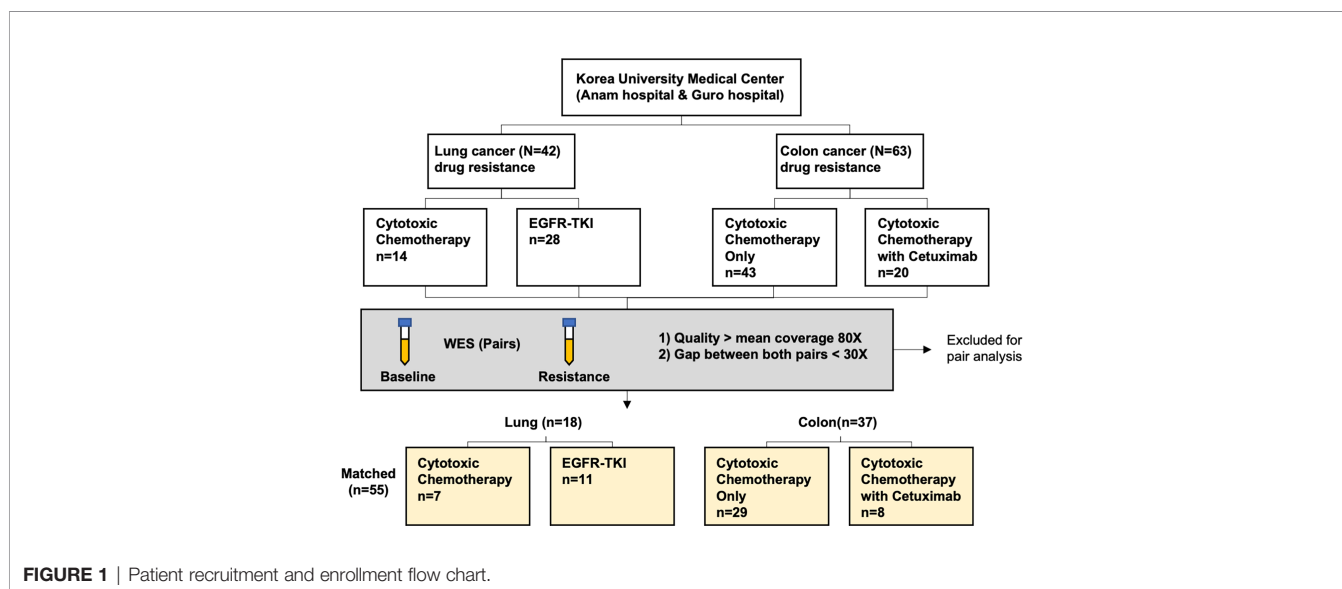 Korea University Medical Center
(Anam hospital & Guro hospital)
Lung cancer (N=42)
drug resistance
Colon cancer (N=63)
drug resistance
Cytotoxic
Chemotherapy
n=14
EGFR-TKI
n=28
Cytotoxic
Chemotherapy
Only
n=43
Cytotoxic
Chemotherapy
with Cetuximab
n=20
WES (Pairs)
Baseline
Resistance
1) Quality > mean coverage 80X
2) Gap between both pairs < 30X
Excluded for
pair analysis
Lung (n=18)
Colon(n=37)
Matched
(n=55)
Cytotoxic
Chemotherapy
n=7
EGFR-TKI
n=11
Cytotoxic
Chemotherapy
Only
n=29
Cytotoxic
Chemotherapy
with Cetuximab
n=8
FIGURE 1 | Patient recruitment and enrollment flow chart.